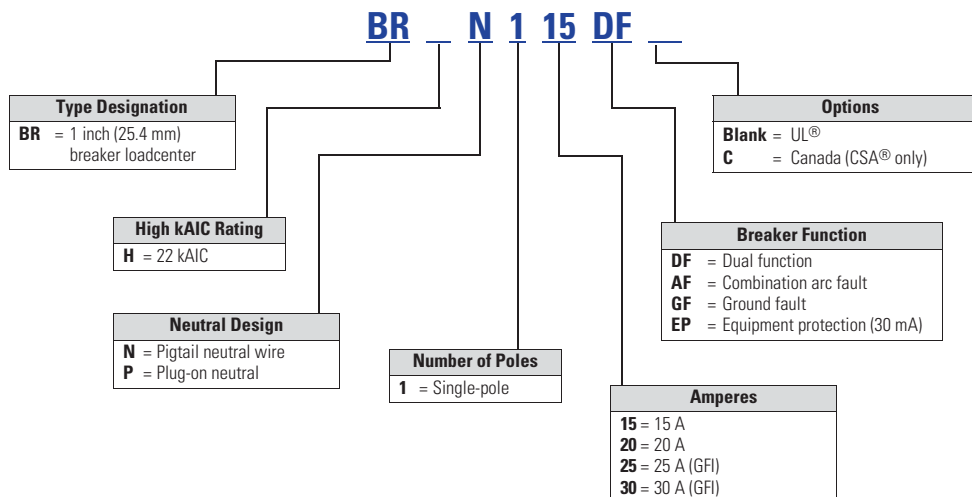 BR _ N 1 15 DF _
Type Designation
BR = 1 inch (25.4 mm)
breaker loadcenter
Options
Blank = UL®
C = Canada (CSA® only)
High kAIC Rating
H = 22 kAIC
Breaker Function
DF = Dual function
AF = Combination arc fault
GF = Ground fault
EP = Equipment protection (30 mA)
Neutral Design
N = Pigtail neutral wire
P = Plug-on neutral
Number of Poles
1 = Single-pole
Amperes
15 = 15 A
20 = 20 A
25 = 25 A (GFI)
30 = 30 A (GFI)